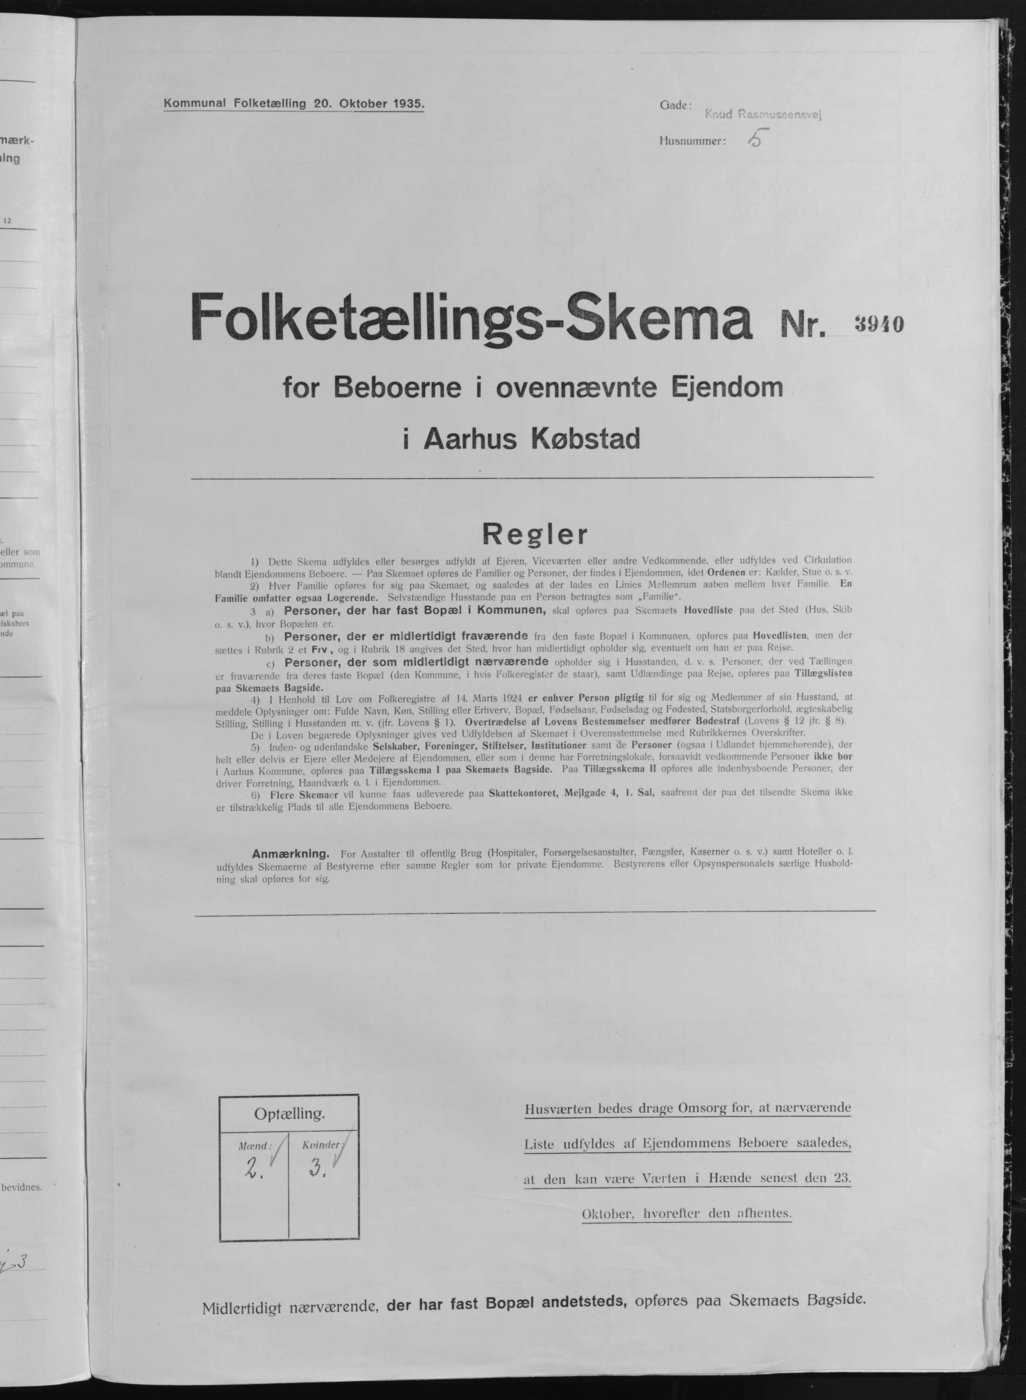 mærk-
ning
12
eller som
ommune
æl paa
elskabers
nde
bevidnes.
Kommunal Folketælling 20. Oktober 1935.
Gade: Knud Rasmussensvej
Husnummer: 5
Folketællings-Skema Nr. 3940
for Beboerne i ovennævnte Ejendom
i Aarhus Købstad
Regler
1) Dette Skema udfyldes eller besørges udfyldt af Ejeren, Viceværten eller andre Vedkommende, eller udfyldes ved Cirkulation
blandt Ejendommens Beboere. — Paa Skemaet opføres de Familier og Personer, der findes i Ejendommen, idet Ordenen er: Kælder, Stue o. s. v.
2) Hver Familie opføres for sig paa Skemaet, og saaledes at der lades en Linies Mellemrum aaben mellem hver Familie. En
Familie omfatter ogsaa Logerende. Selvstændige Husstande paa en Person betragtes som „Familie“.
3 a) Personer, der har fast Bopæl i Kommunen, skal opføres paa Skemaets Hovedliste paa det Sted (Hus, Skib
o. s. v.), hvor Bopælen er.
b) Personer, der er midlertidigt fraværende fra den faste Bopæl i Kommunen, opføres paa Hovedlisten, men der
sættes i Rubrik 2 et Frv., og i Rubrik 18 angives det Sted, hvor han midlertidigt opholder sig, eventuelt om han er paa Rejse.
c) Personer, der som midlertidigt nærværende opholder sig i Husstanden, d. v. s. Personer, der ved Tællingen
er fraværende fra deres faste Bopæl (den Kommune, i hvis Folkeregister de staar), samt Udlændinge paa Rejse, opføres paa Tillægslisten
paa Skemaets Bagside.
4) I Henhold til Lov om Folkeregistre af 14. Marts 1924 er enhver Person pligtig til for sig og Medlemmer af sin Husstand, at
meddele Oplysninger om: Fulde Navn, Køn, Stilling eller Erhverv, Bopæl, Fødselsaar, Fødselsdag og Fødested, Statsborgerforhold, ægteskabelig
Stilling, Stilling i Husstanden m. v. (jfr. Lovens § 1). Overtrædelse af Lovens Bestemmelser medfører Bødestraf (Lovens § 12 jfr. § 8).
De i Loven begærede Oplysninger gives ved Udfyldelsen af Skemaet i Overensstemmelse med Rubrikkernes Overskrifter.
5) Inden- og udenlandske Selskaber, Foreninger, Stiftelser, Institutioner samt de Personer (ogsaa i Udlandet hjemmehørende), der
helt eller delvis er Ejere eller Medejere af Ejendommen, eller som i denne har Forretningslokale, forsaavidt vedkommende Personer ikke bor
i Aarhus Kommune, opføres paa Tillægsskema I paa Skemaets Bagside. Paa Tillægsskema II opføres alle indenbysboende Personer, der
driver Forretning, Haandværk o. l. i Ejendommen.
6) Flere Skemaer vil kunne faas udleverede paa Skattekontoret, Mejlgade 4, 1. Sal, saafremt der paa det tilsendte Skema ikke
er tilstrækkelig Plads til alle Ejendommens Beboere.
Anmærkning. For Anstalter til offentlig Brug (Hospitaler, Forsørgelsesanstalter, Fængsler, Kaserner o. s. v.) samt Hoteller o. l.
udfyldes Skemaerne af Bestyrerne efter samme Regler som for private Ejendomme. Bestyrerens eller Opsynspersonalets særlige Hushold-
ning skal opføres for sig.
Optælling.
Mænd: Kvinder:
2. 3.
Husværten bedes drage Omsorg for, at nærværende
Liste udfyldes af Ejendommens Beboere saaledes,
at den kan være Værten i Hænde senest den 23.
Oktober, hvorefter den afhentes.
Midlertidigt nærværende, der har fast Bopæl andetsteds, opføres paa Skemaets Bagside.